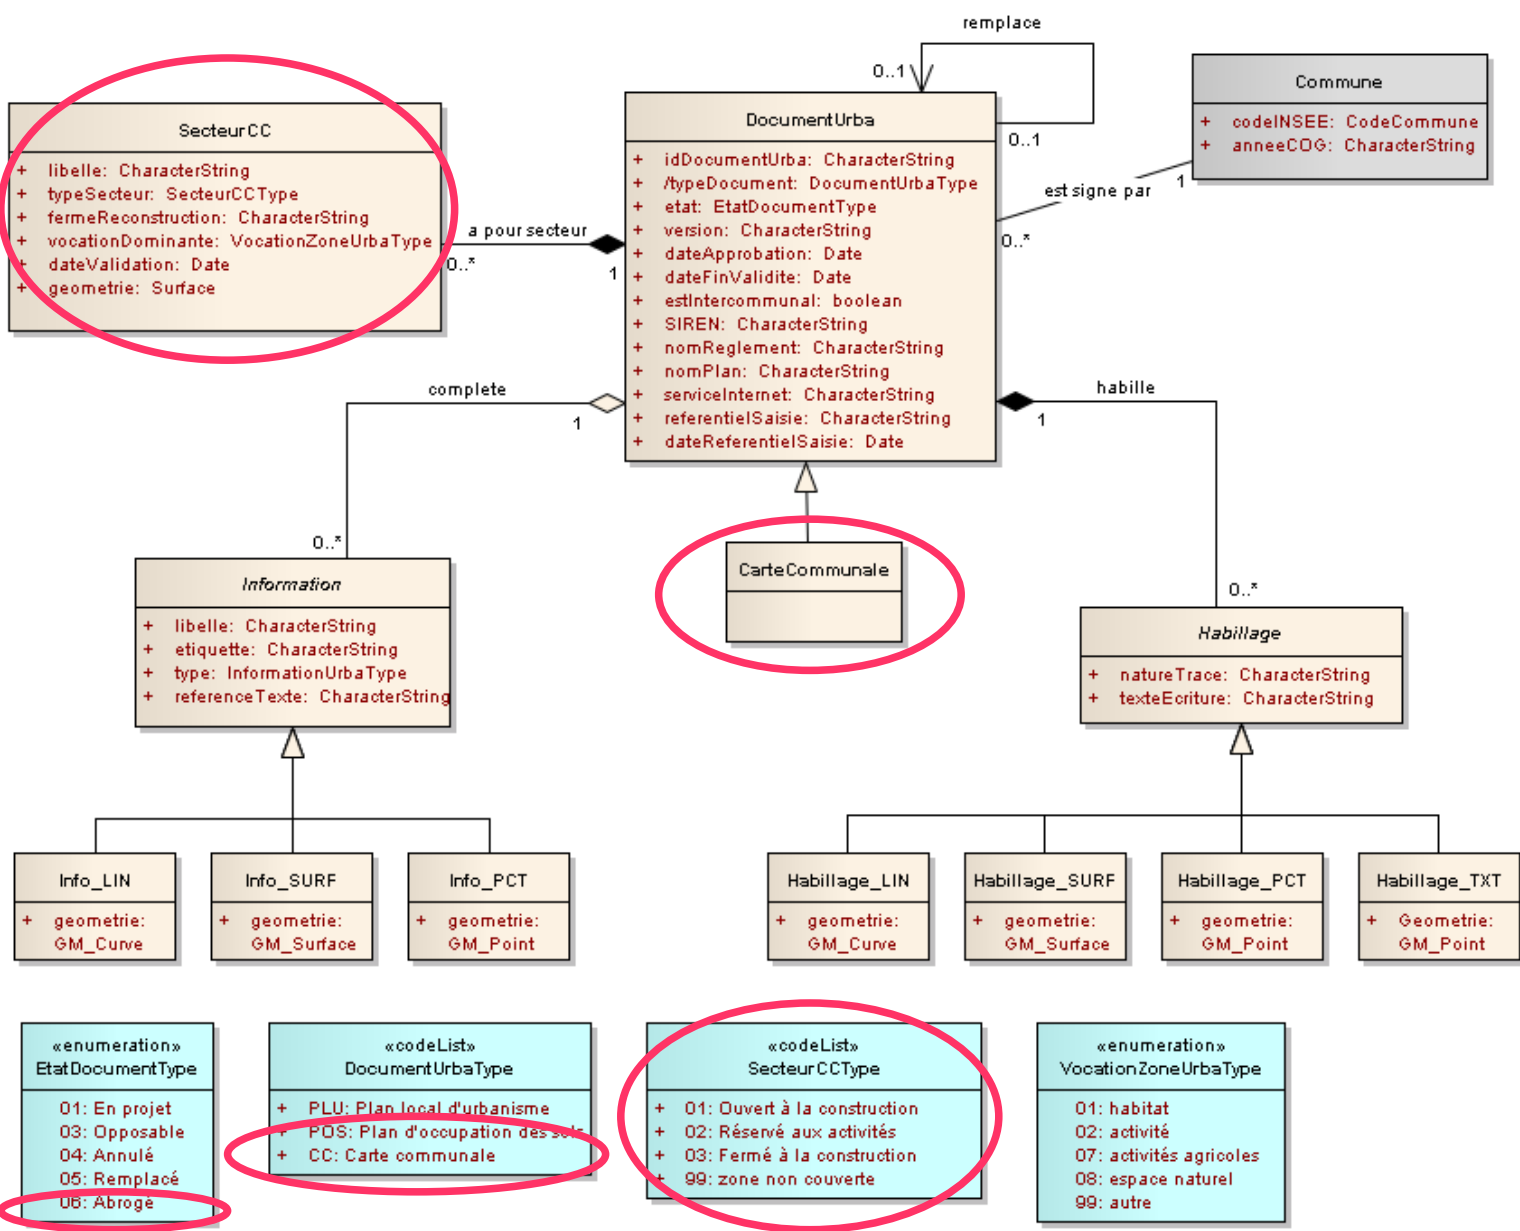 remplace
0..1
0..1
SecteurCC
+ libelle: CharacterString
+ typeSecteur: SecteurCCType
+ fermeReconstruction: CharacterString
+ vocationDominante: VocationZoneUrbaType
+ dateValidation: Date
+ geometrie: Surface
a pour secteur
0..*
1
DocumentUrba
+ idDocumentUrba: CharacterString
+ /typeDocument: DocumentUrbaType
+ etat: EtatDocumentType
+ version: CharacterString
+ dateApprobation: Date
+ dateFinValidite: Date
+ estIntercommunal: boolean
+ SIREN: CharacterString
+ nomReglement: CharacterString
+ nomPlan: CharacterString
+ serviceInternet: CharacterString
+ referentielSaisie: CharacterString
+ dateReferentielSaisie: Date
Commune
+ codeINSEE: CodeCommune
+ anneeCOG: CharacterString
est signe par
1
0..*
complete
1
0..*
habille
1
0..*
CarteCommunale
Information
+ libelle: CharacterString
+ etiquette: CharacterString
+ type: InformationUrbaType
+ referenceTexte: CharacterString
Habillage
+ natureTrace: CharacterString
+ texteEcriture: CharacterString
Info_LIN
+ geometrie:
GM_Curve
Info_SURF
+ geometrie:
GM_Surface
Info_PCT
+ geometrie:
GM_Point
Habillage_LIN
+ geometrie:
GM_Curve
Habillage_SURF
+ geometrie:
GM_Surface
Habillage_PCT
+ geometrie:
GM_Point
Habillage_TXT
+ Geometrie:
GM_Point
«enumeration»
EtatDocumentType
01: En projet
03: Opposable
04: Annulé
05: Remplacé
06: Abrogé
«codeList»
DocumentUrbaType
+ PLU: Plan local d'urbanisme
+ POS: Plan d'occupation des sols
+ CC: Carte communale
«codeList»
SecteurCCType
+ 01: Ouvert à la construction
+ 02: Réservé aux activités
+ 03: Fermé à la construction
+ 99: zone non couverte
«enumeration»
VocationZoneUrbaType
01: habitat
02: activité
07: activités agricoles
08: espace naturel
99: autre